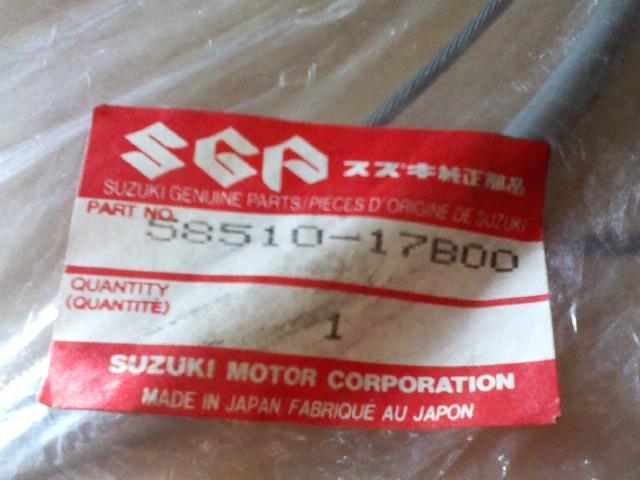 SGP スズキ純正部品
SUZUKI GENUINE PARTS/PIECES D'ORIGINE DE SUZUKI
PART NO.
58510-17B00
QUANTITY
(QUANTITÉ)
1
SUZUKI MOTOR CORPORATION
MADE IN JAPAN FABRIQUÉ AU JAPON